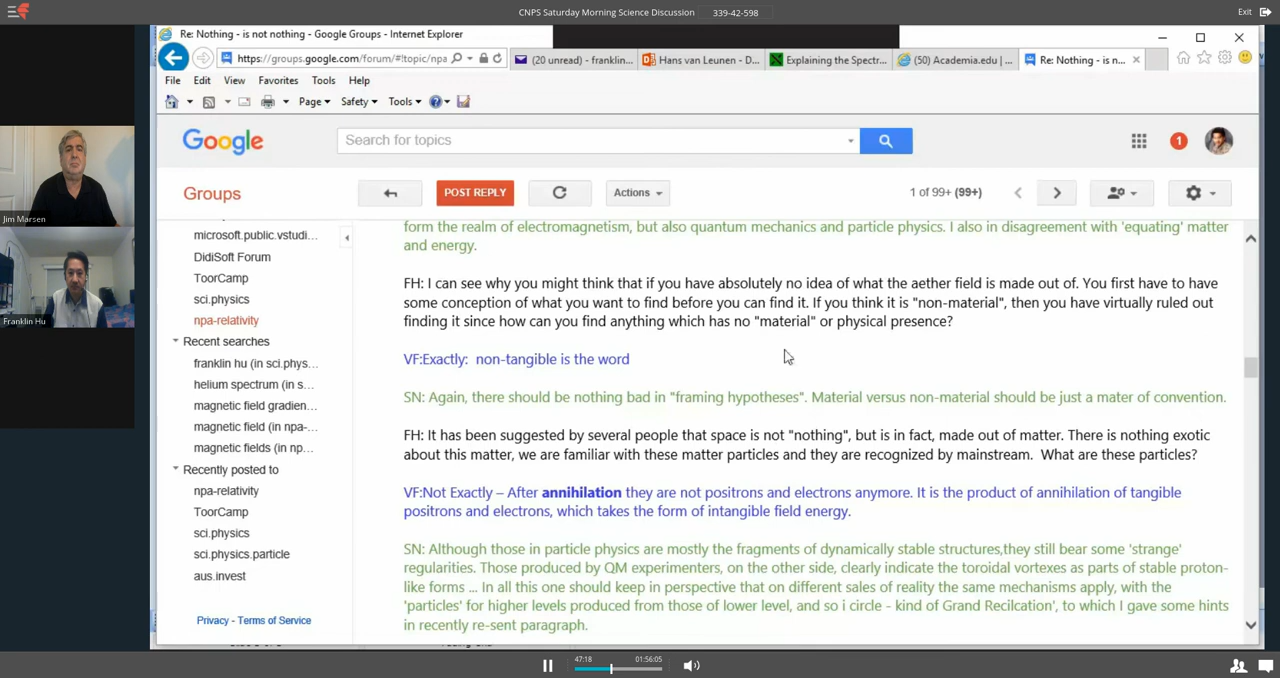 CNPS Saturday Morning Science Discussion 339-42-598 Exit
Re: Nothing - is not nothing - Google Groups - Internet Explorer
https://groups.google.com/forum/#!topic/npa
(20 unread) - franklin...
Hans van Leunen - D...
Explaining the Spectr...
(50) Academia.edu | ...
Re: Nothing - is n...
File Edit View Favorites Tools Help
Page Safety Tools
Google
Search for topics
1
Groups
POST REPLY
Actions
1 of 99+ (99+)
microsoft.public.vstudi...
DidiSoft Forum
ToorCamp
sci.physics
npa-relativity
Recent searches
franklin hu (in sci.phys...
helium spectrum (in s...
magnetic field gradien...
magnetic field (in npa-...
magnetic fields (in np...
Recently posted to
npa-relativity
ToorCamp
sci.physics
sci.physics.particle
aus.invest
Privacy - Terms of Service
form the realm of electromagnetism, but also quantum mechanics and particle physics. I also in disagreement with 'equating' matter
and energy.
FH: I can see why you might think that if you have absolutely no idea of what the aether field is made out of. You first have to have
some conception of what you want to find before you can find it. If you think it is "non-material", then you have virtually ruled out
finding it since how can you find anything which has no "material" or physical presence?
VF:Exactly: non-tangible is the word
SN: Again, there should be nothing bad in "framing hypotheses". Material versus non-material should be just a mater of convention.
FH: It has been suggested by several people that space is not "nothing", but is in fact, made out of matter. There is nothing exotic
about this matter, we are familiar with these matter particles and they are recognized by mainstream. What are these particles?
VF:Not Exactly – After annihilation they are not positrons and electrons anymore. It is the product of annihilation of tangible
positrons and electrons, which takes the form of intangible field energy.
SN: Although those in particle physics are mostly the fragments of dynamically stable structures,they still bear some 'strange'
regularities. Those produced by QM experimenters, on the other side, clearly indicate the toroidal vortexes as parts of stable proton-
like forms ... In all this one should keep in perspective that on different sales of reality the same mechanisms apply, with the
'particles' for higher levels produced from those of lower level, and so i circle - kind of Grand Recilcation', to which I gave some hints
in recently re-sent paragraph.
Jim Marsen
Franklin Hu
47:18 01:56:05